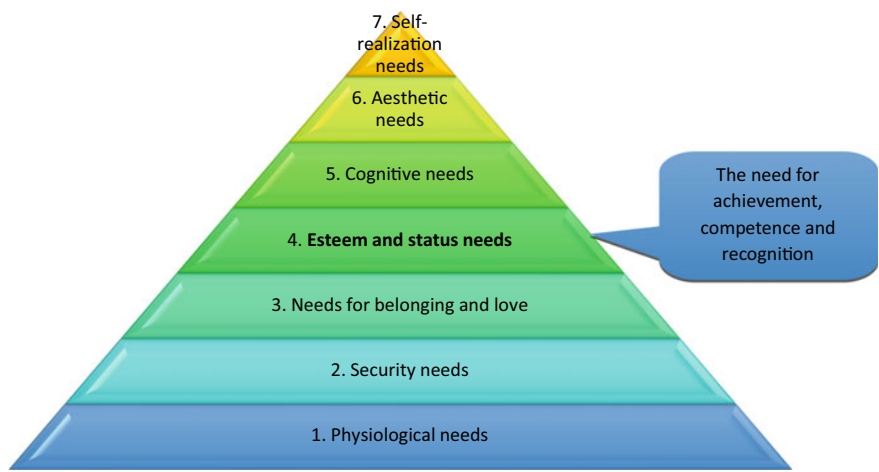 7. Self-
realization
needs
6. Aesthetic
needs
5. Cognitive needs
4. Esteem and status needs
The need for
achievement,
competence and
recognition
3. Needs for belonging and love
2. Security needs
1. Physiological needs